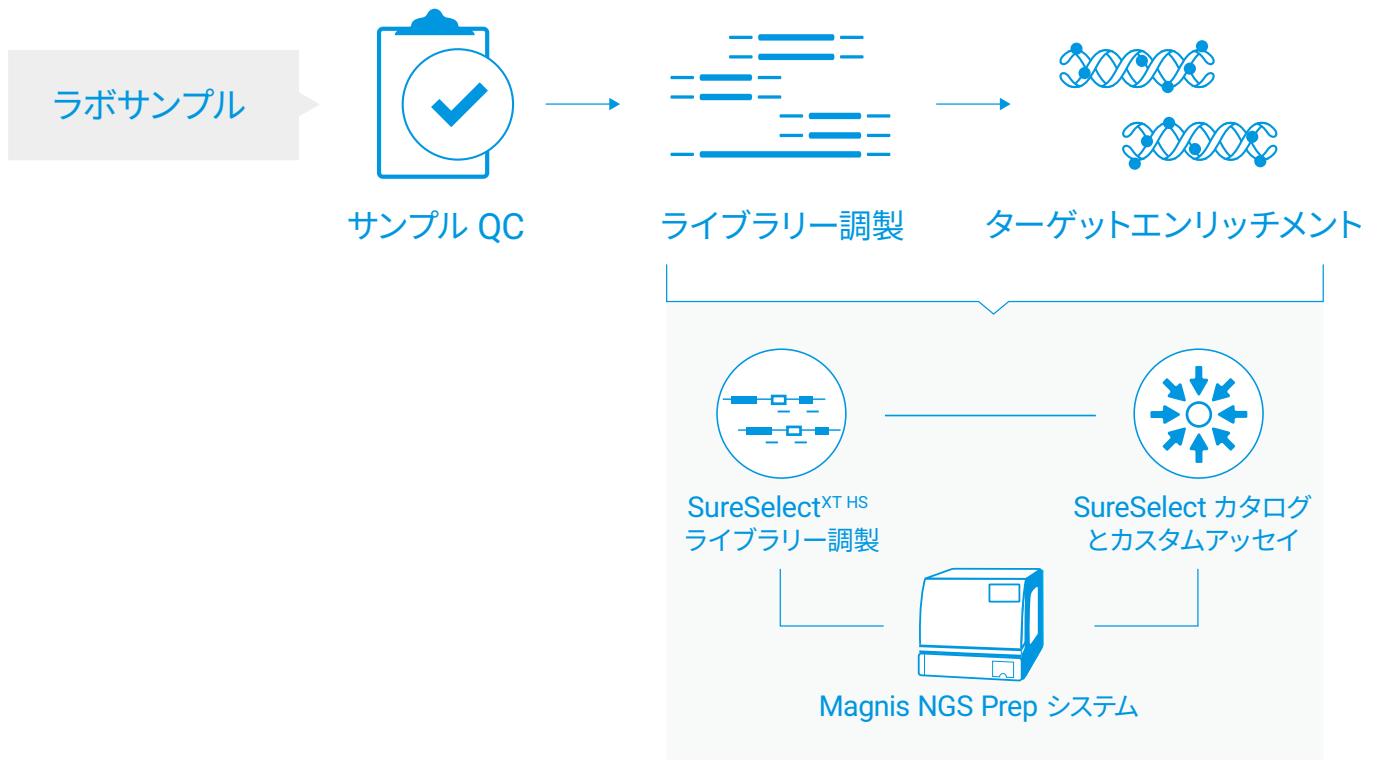 ラボサンプル
サンプル QC
ライブラリー調製
ターゲットエンリッチメント
SureSelectXT HS
ライブラリー調製
SureSelect カタログ
とカスタムアッセイ
Magnis NGS Prep システム